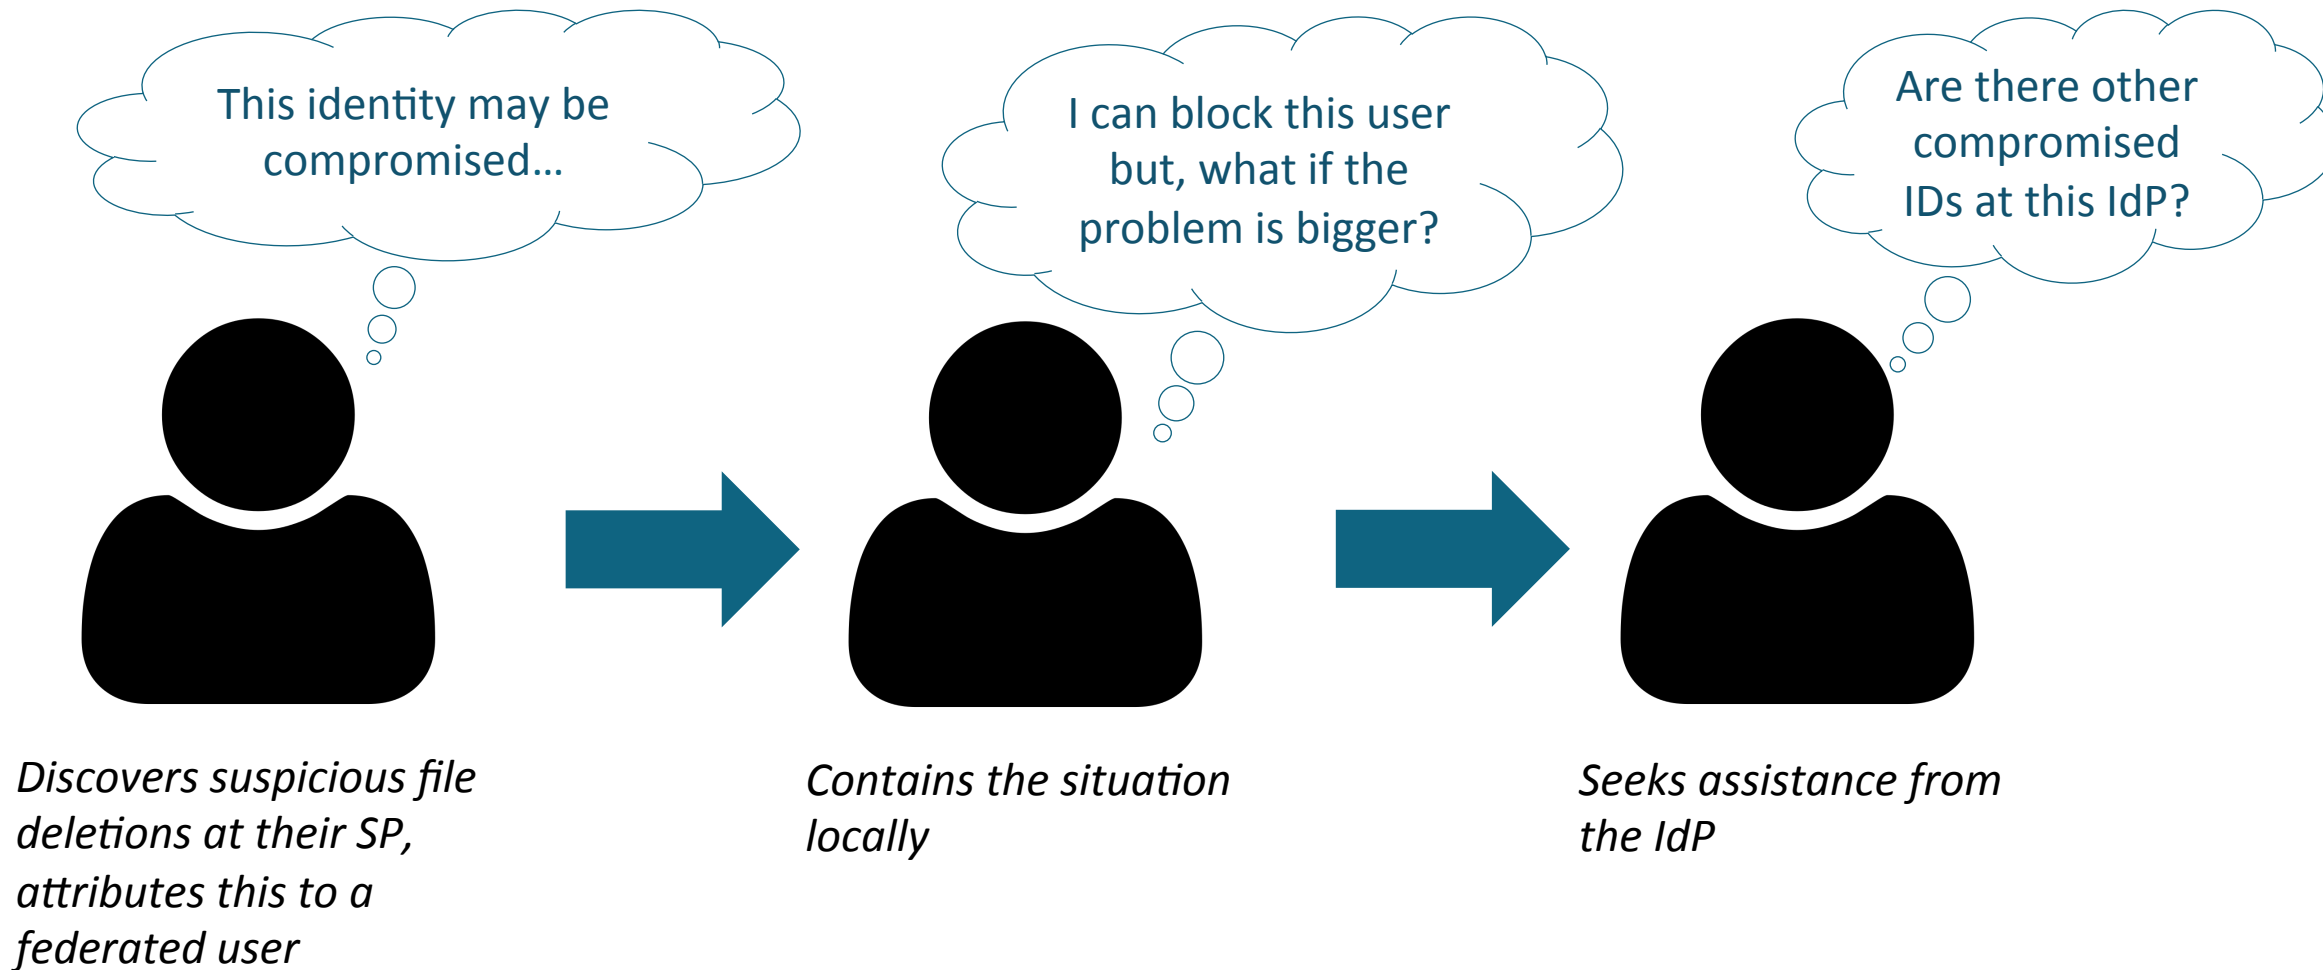 This identity may be
compromised…
I can block this user
but, what if the
problem is bigger?
Are there other
compromised
IDs at this IdP?
Discovers suspicious file
deletions at their SP,
attributes this to a
federated user
Contains the situation
locally
Seeks assistance from
the IdP